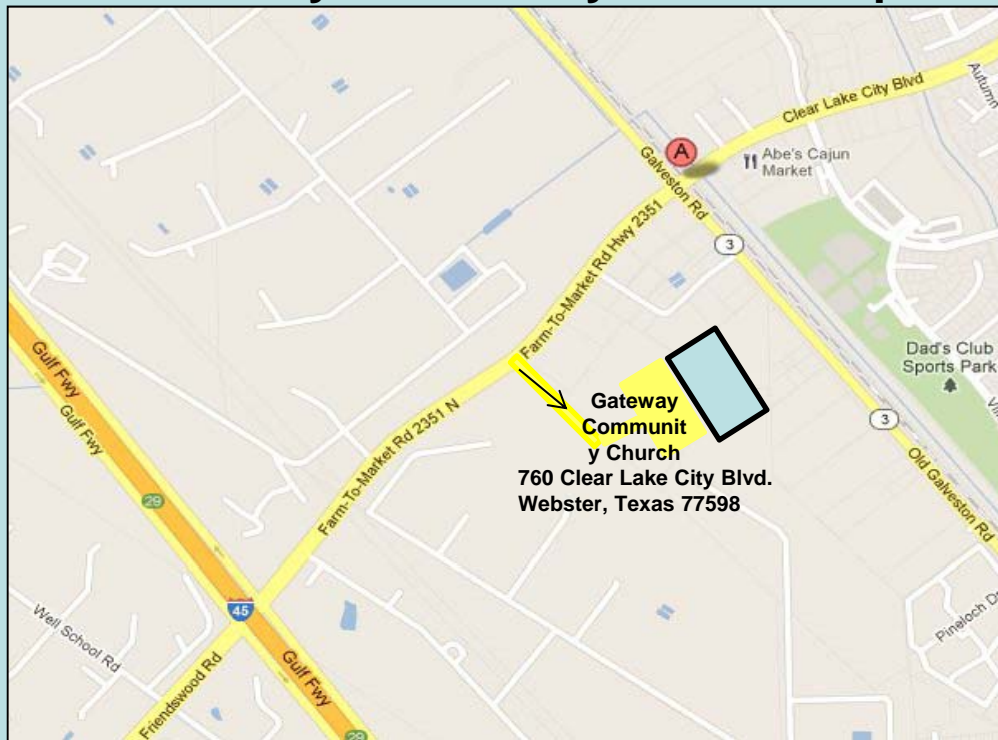 Clear Lake City Blvd
Autumn
A
Abe's Cajun
Market
Galveston Rd
Farm-To-Market Rd Hwy 2351
3
Dad's Club
Sports Park
Gulf Fwy
Gulf Fwy
Farm-To-Market Rd 2351 N
Gateway
Communit
y Church
760 Clear Lake City Blvd.
Webster, Texas 77598
3
Old Galveston Rd
29
45
Well School Rd
Gulf Fwy
Friendswood Rd
Pineloch Dr
29